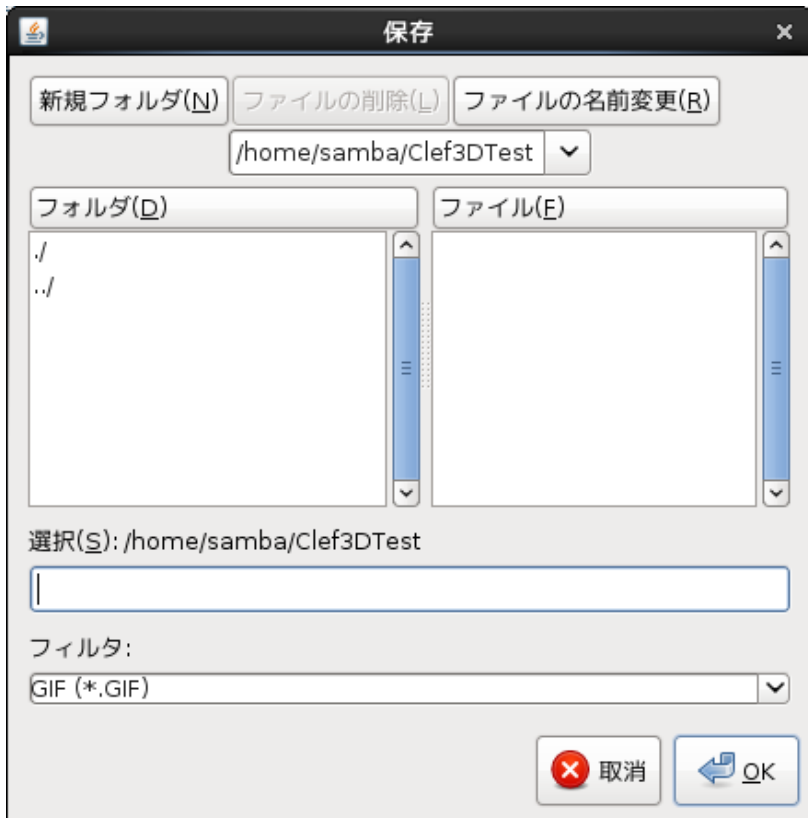 保存
新規フォルダ(N) ファイルの削除(L) ファイルの名前変更(R)
/home/samba/Clef3DTest
フォルダ(D) ファイル(F)
./
../
選択(S): /home/samba/Clef3DTest
フィルタ:
GIF (*.GIF)
取消 OK